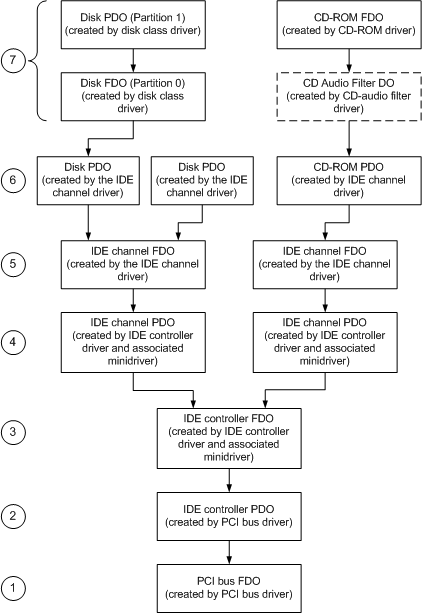 7
Disk PDO (Partition 1)
(created by disk class
driver)
CD-ROM FDO
(created by CD-ROM driver)
Disk FDO (Partition 0)
(created by disk class
driver)
CD Audio Filter DO
(created by CD-audio filter
driver)
6
Disk PDO
(created by the IDE
channel driver)
Disk PDO
(created by the IDE
channel driver)
CD-ROM PDO
(created by IDE channel
driver)
5
IDE channel FDO
(created by the IDE channel
driver)
IDE channel FDO
(created by the IDE channel
driver)
4
IDE channel PDO
(created by IDE controller
driver and associated
minidriver)
IDE channel PDO
(created by IDE controller
driver and associated
minidriver)
3
IDE controller FDO
(created by IDE controller
driver and associated
minidriver)
2
IDE controller PDO
(created by PCI bus driver)
1
PCI bus FDO
(created by PCI bus driver)